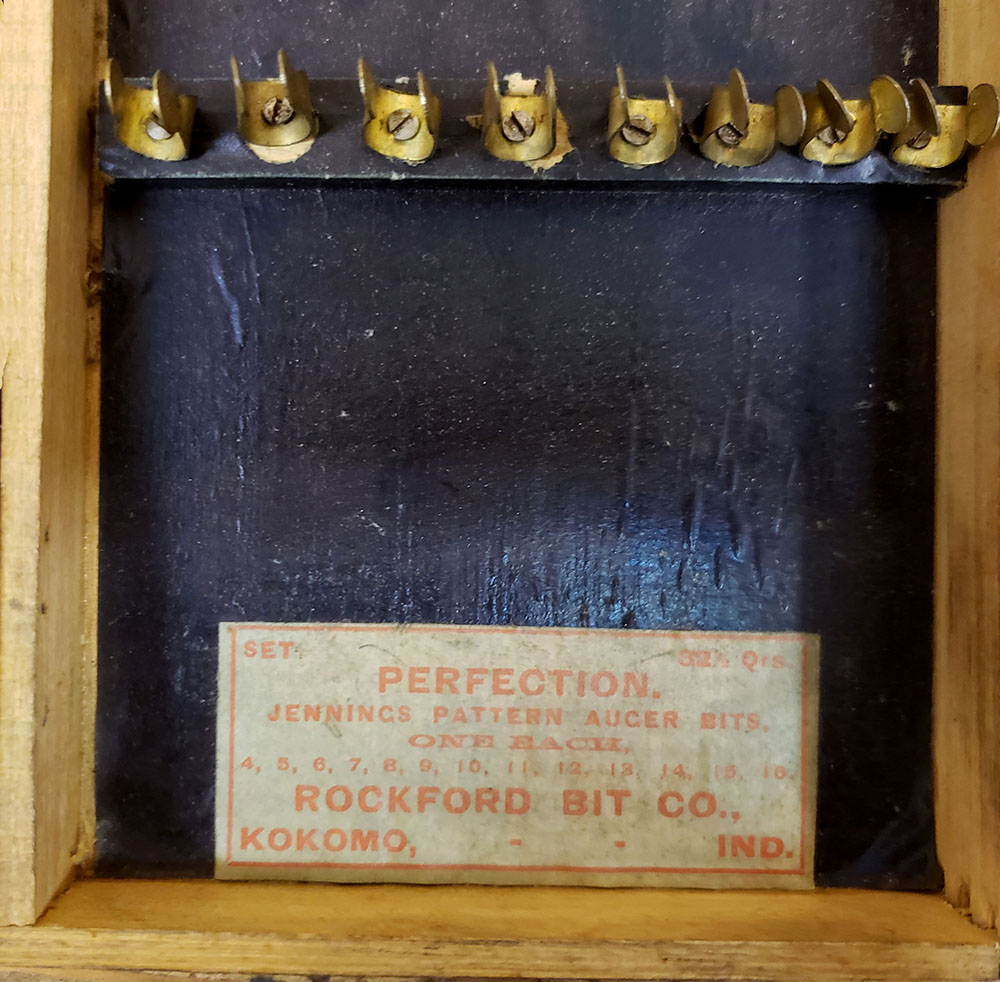 SET 32½ Qrs.
PERFECTION.
JENNINGS PATTERN AUGER BITS,
ONE EACH,
4, 5, 6, 7, 8, 9, 10, 11, 12, 13, 14, 15, 16.
ROCKFORD BIT CO.,
KOKOMO, - - IND.